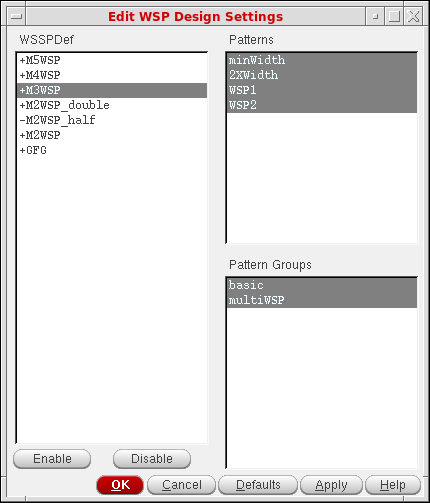 Edit WSP Design Settings
WSSPDef
+M5WSP
+M4WSP
+M3WSP
+M2WSP_double
-M2WSP_half
+M2WSP
+GFG
Patterns
minWidth
2XWidth
WSP1
WSP2
Pattern Groups
basic
multiWSP
Enable
Disable
OK
Cancel
Defaults
Apply
Help